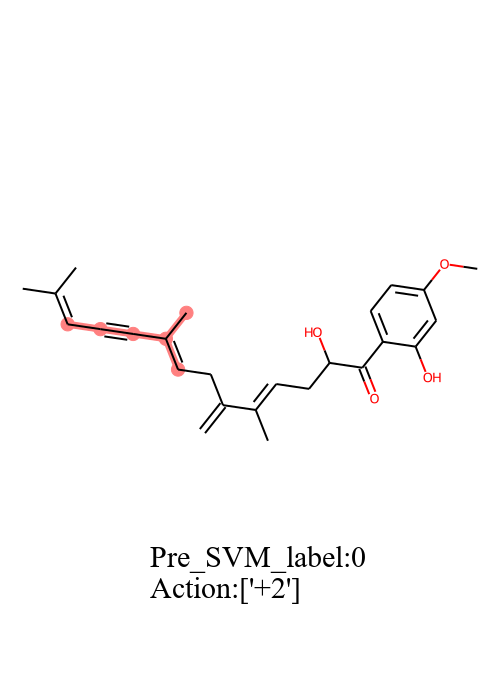 O
HO
O
OH
Pre_SVM_label:0
Action:['+2']